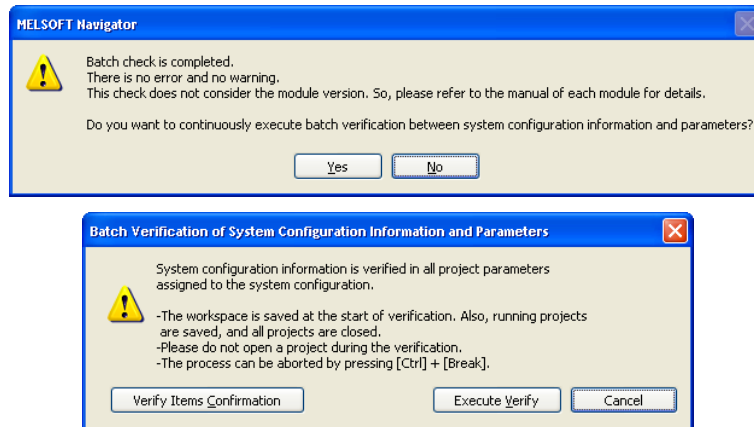 MELSOFT Navigator
Batch check is completed.
There is no error and no warning.
This check does not consider the module version. So, please refer to the manual of each module for details.
Do you want to continuously execute batch verification between system configuration information and parameters?
Yes
No
Batch Verification of System Configuration Information and Parameters
System configuration information is verified in all project parameters
assigned to the system configuration.
-The workspace is saved at the start of verification. Also, running projects
are saved, and all projects are closed.
-Please do not open a project during the verification.
-The process can be aborted by pressing [Ctrl] + [Break].
Verify Items Confirmation
Execute Verify
Cancel